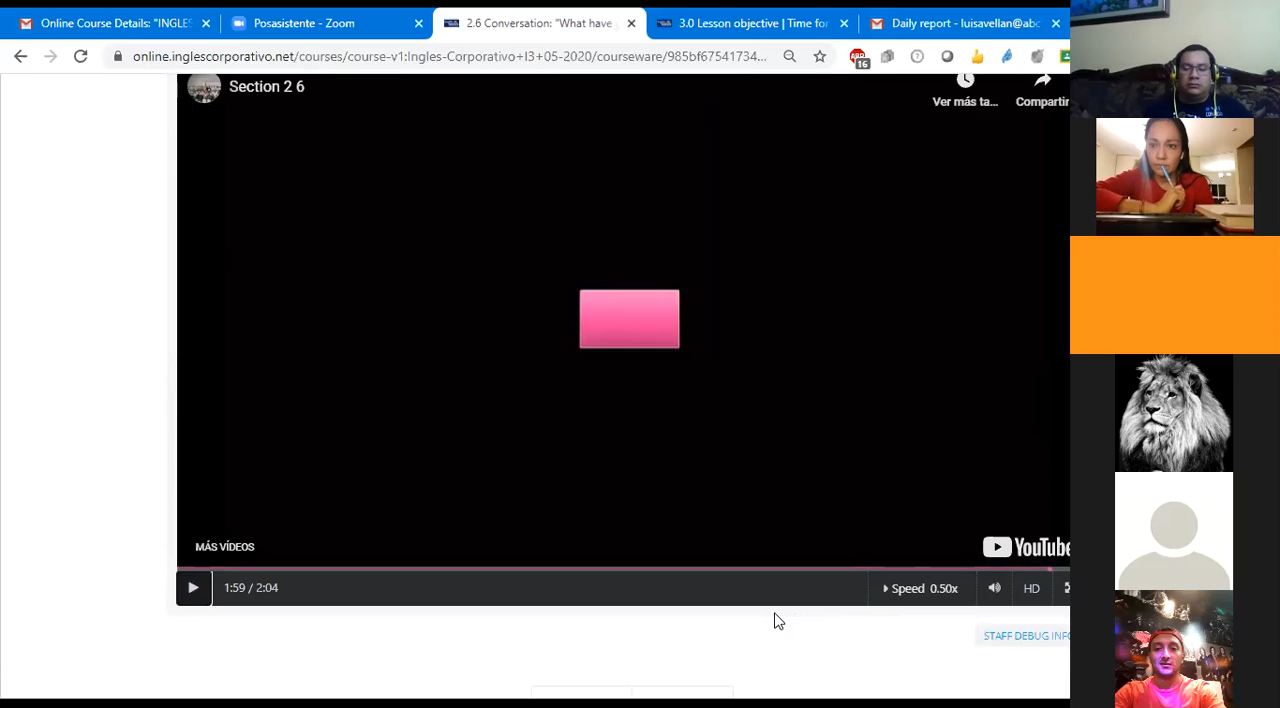 Online Course Details: "INGLES
Posasistente - Zoom
2.6 Conversation: "What have
3.0 Lesson objective | Time for
Daily report - luisavellan@abc
online.inglescorporativo.net/courses/course-v1:Ingles-Corporativo+I3+05-2020/courseware/985bf67541734...
16
Section 2 6
Ver más ta...
Compartir
MÁS VÍDEOS
YouTube
1:59 / 2:04
Speed 0.50x
HD
STAFF DEBUG INFO